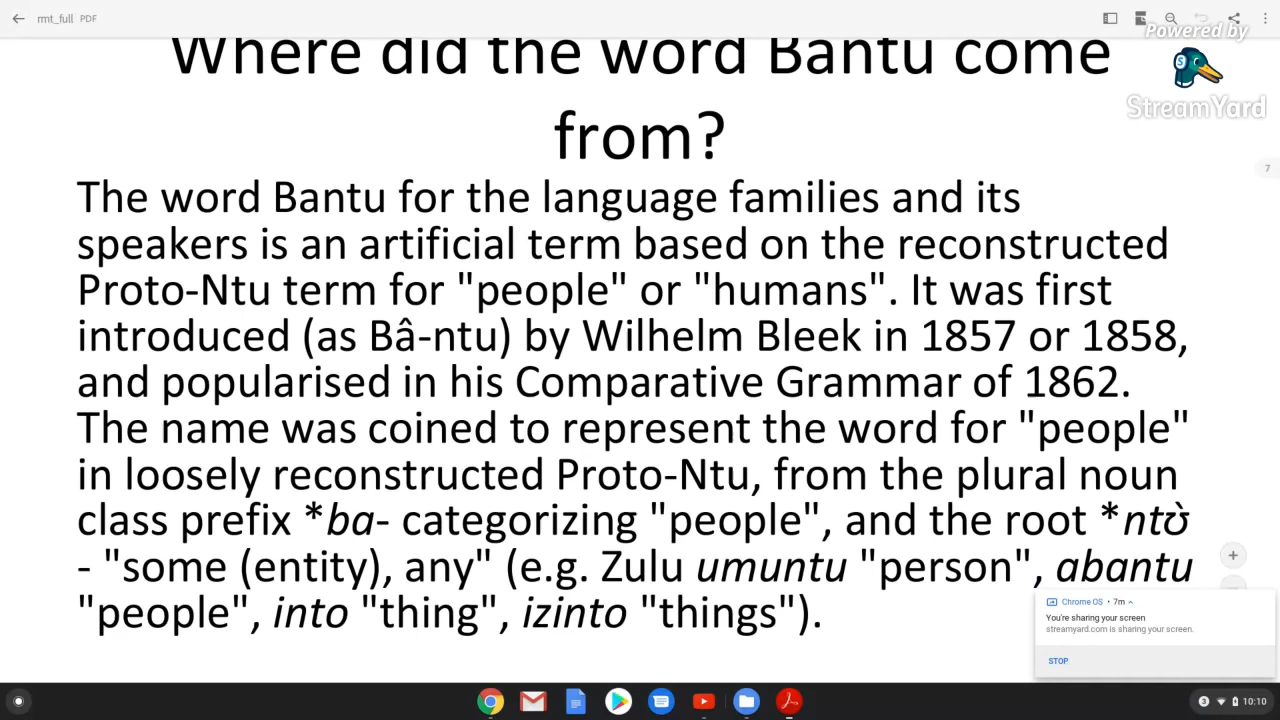 rmt_full PDF
Powered by
StreamYard
Where did the word Bantu come
from?
7
The word Bantu for the language families and its
speakers is an artificial term based on the reconstructed
Proto-Ntu term for "people" or "humans". It was first
introduced (as Bâ-ntu) by Wilhelm Bleek in 1857 or 1858,
and popularised in his Comparative Grammar of 1862.
The name was coined to represent the word for "people"
in loosely reconstructed Proto-Ntu, from the plural noun
class prefix *ba- categorizing "people", and the root *ntʊ̀
- "some (entity), any" (e.g. Zulu umuntu "person", abantu
"people", into "thing", izinto "things").
Chrome OS • 7m
You're sharing your screen
streamyard.com is sharing your screen.
STOP
3 10:10